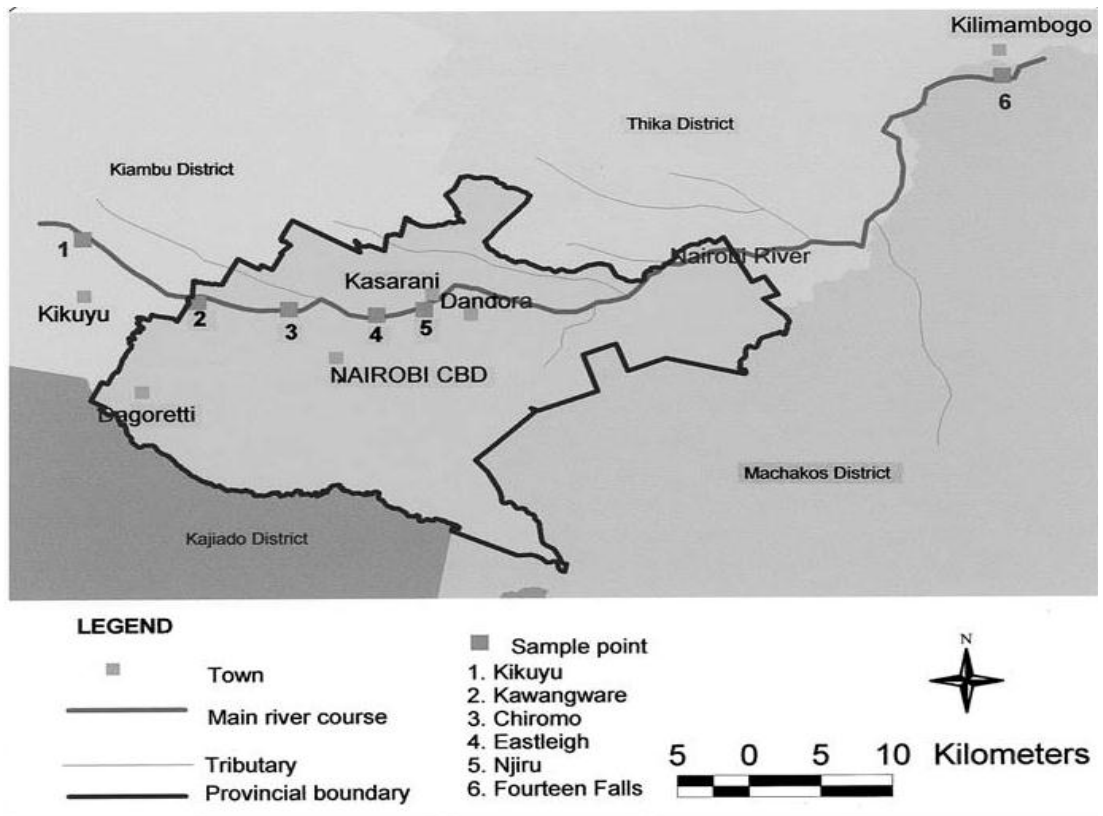 Kilimambogo
6
Thika District
Kiambu District
1
Nairobi River
Kasarani
Dandora
Kikuyu
2
3
4
5
NAIROBI CBD
Dagoretti
Machakos District
Kajiado District
LEGEND
Town
Main river course
Tributary
Provincial boundary
Sample point
1. Kikuyu
2. Kawangware
3. Chiromo
4. Eastleigh
5. Njiru
6. Fourteen Falls
N
5 0 5 10 Kilometers